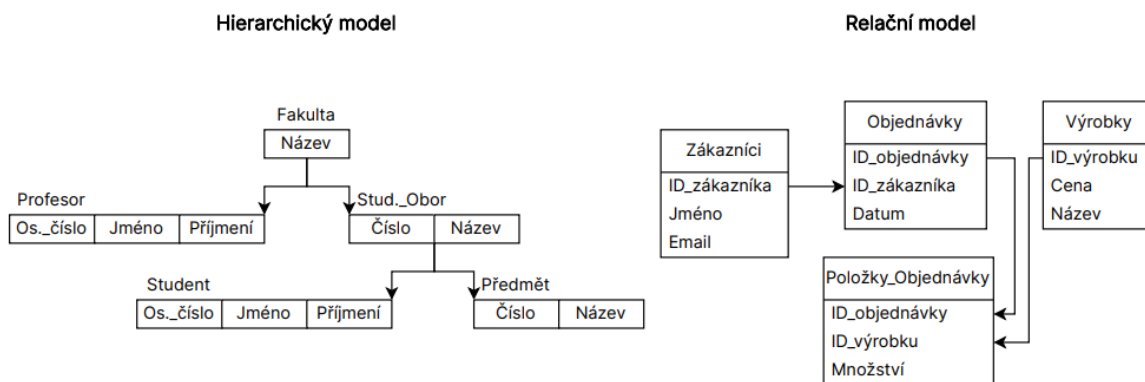 Hierarchický model
Fakulta
Název
Profesor
Os._číslo Jméno Příjmení
Stud._Obor
Číslo Název
Student
Os._číslo Jméno Příjmení
Předmět
Číslo Název
Relační model
Zákazníci
ID_zákazníka
Jméno
Email
Objednávky
ID_objednávky
ID_zákazníka
Datum
Výrobky
ID_výrobku
Cena
Název
Položky_Objednávky
ID_objednávky
ID_výrobku
Množství